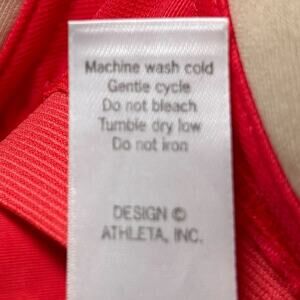 Machine wash cold
Gentle cycle
Do not bleach
Tumble dry low
Do not iron
DESIGN ©
ATHLETA, INC.